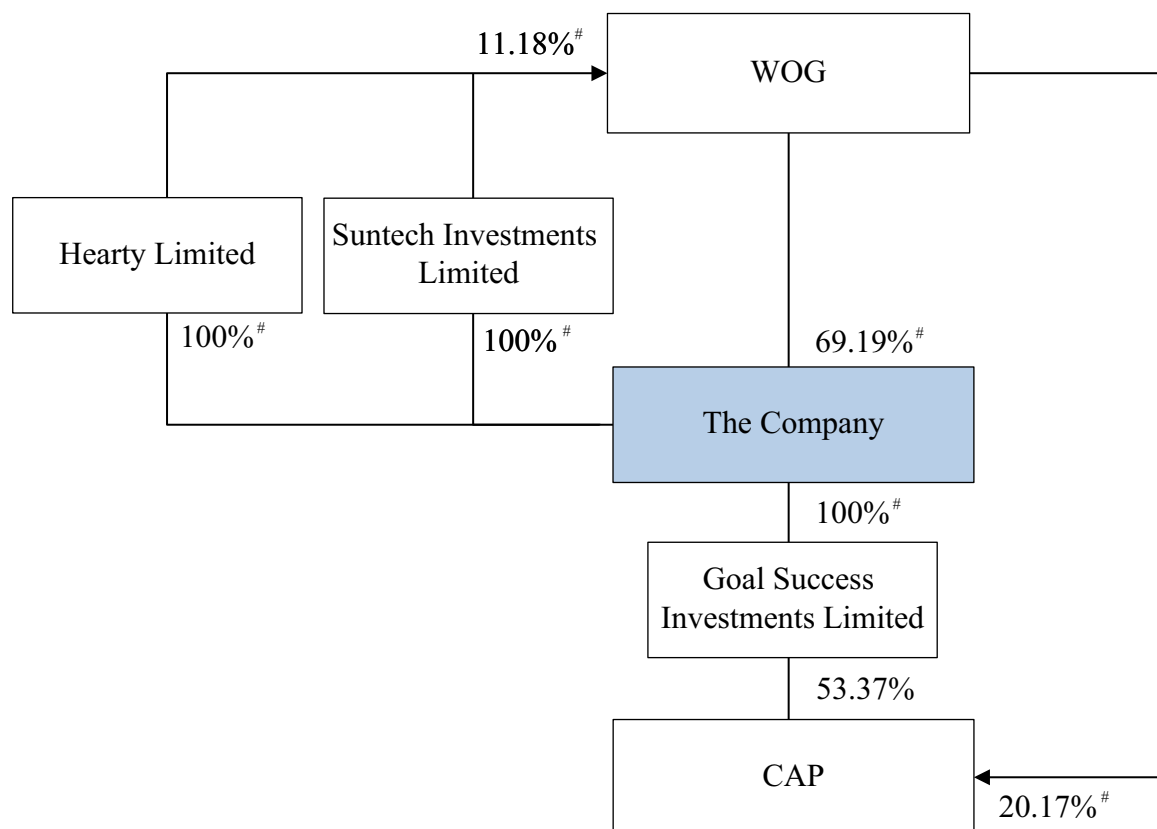 11.18%#
WOG
Hearty Limited
Suntech Investments
Limited
100%#
100%#
69.19%#
The Company
100%#
Goal Success
Investments Limited
53.37%
CAP
20.17%#